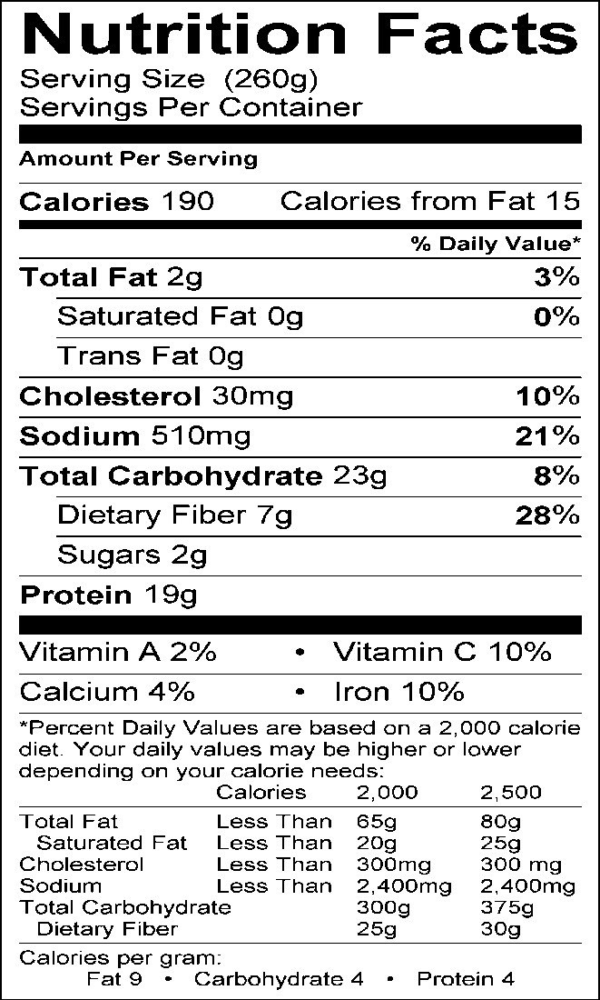 Nutrition Facts
Serving Size (260g)
Servings Per Container
Amount Per Serving
Calories 190 Calories from Fat 15
% Daily Value*
Total Fat 2g 3%
Saturated Fat 0g 0%
Trans Fat 0g
Cholesterol 30mg 10%
Sodium 510mg 21%
Total Carbohydrate 23g 8%
Dietary Fiber 7g 28%
Sugars 2g
Protein 19g
Vitamin A 2% • Vitamin C 10%
Calcium 4% • Iron 10%
*Percent Daily Values are based on a 2,000 calorie
diet. Your daily values may be higher or lower
depending on your calorie needs:
Calories 2,000 2,500
Total Fat Less Than 65g 80g
Saturated Fat Less Than 20g 25g
Cholesterol Less Than 300mg 300 mg
Sodium Less Than 2,400mg 2,400mg
Total Carbohydrate 300g 375g
Dietary Fiber 25g 30g
Calories per gram:
Fat 9 • Carbohydrate 4 • Protein 4